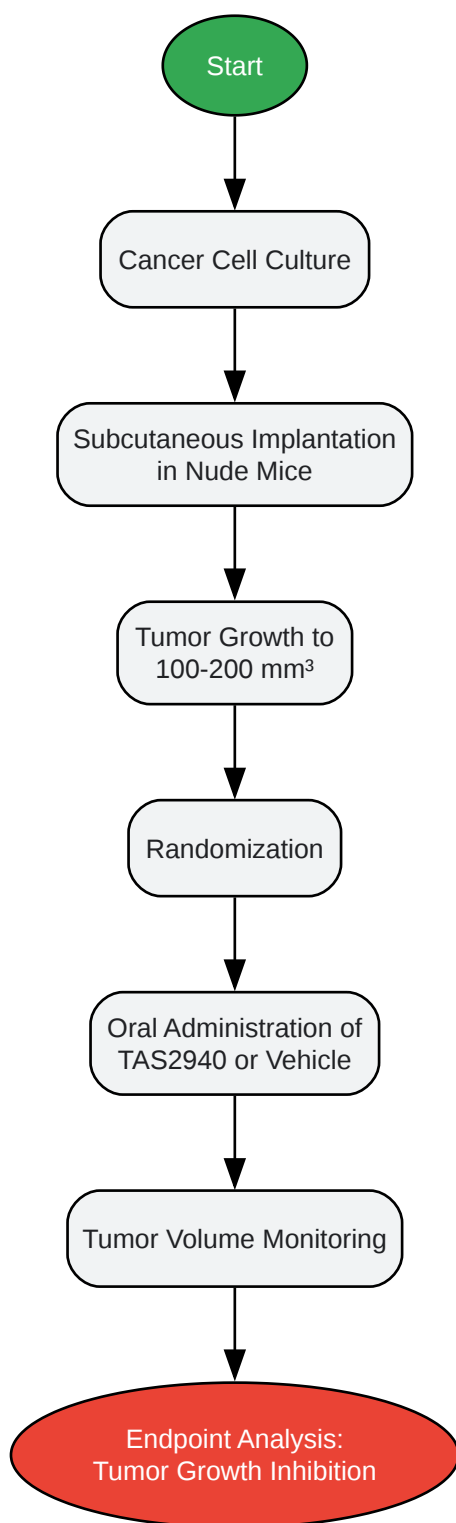 Start
Cancer Cell Culture
Subcutaneous Implantation
in Nude Mice
Tumor Growth to
100-200 mm³
Randomization
Oral Administration of
TAS2940 or Vehicle
Tumor Volume Monitoring
Endpoint Analysis:
Tumor Growth Inhibition